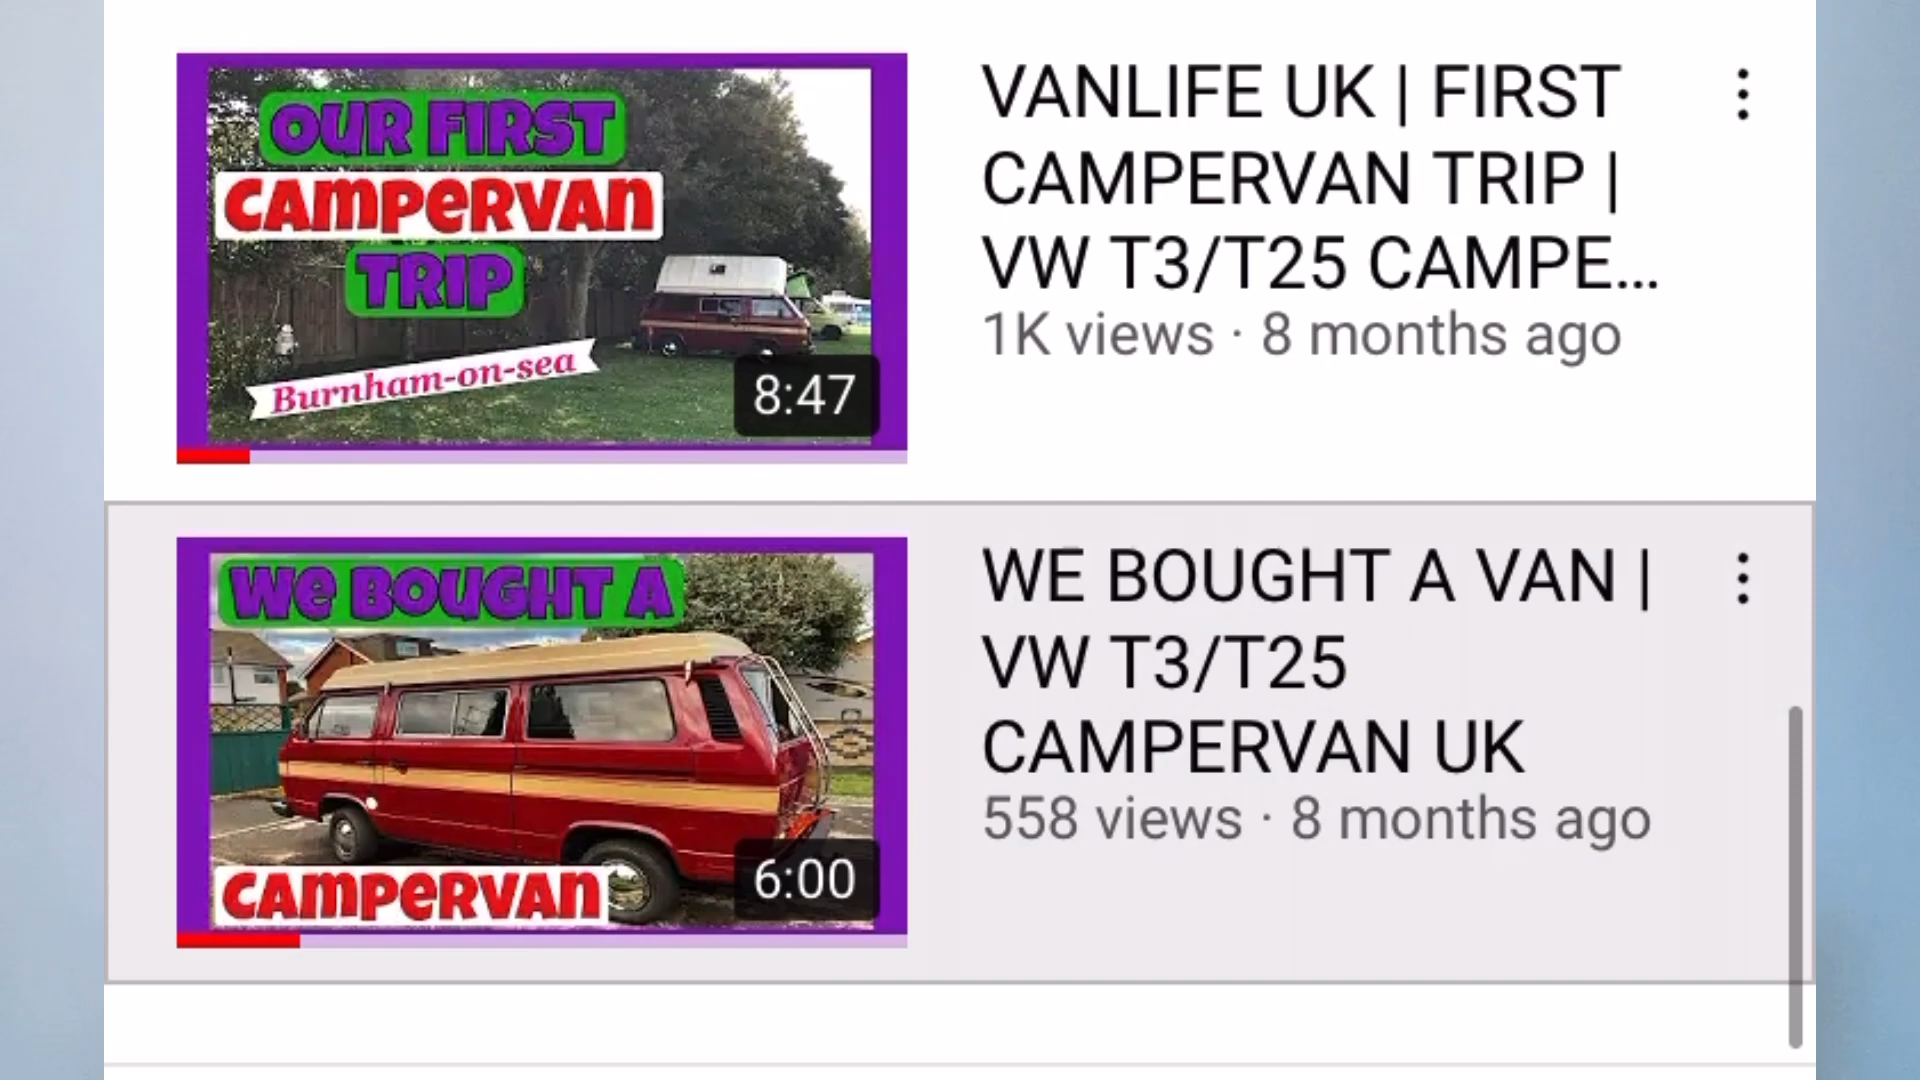 OUR FIRST
CAMPERVAN
TRIP
Burnham-on-sea
8:47
VANLIFE UK | FIRST
CAMPERVAN TRIP |
VW T3/T25 CAMPE...
1K views · 8 months ago
WE BOUGHT A
CAMPERVAN
6:00
WE BOUGHT A VAN |
VW T3/T25
CAMPERVAN UK
558 views · 8 months ago